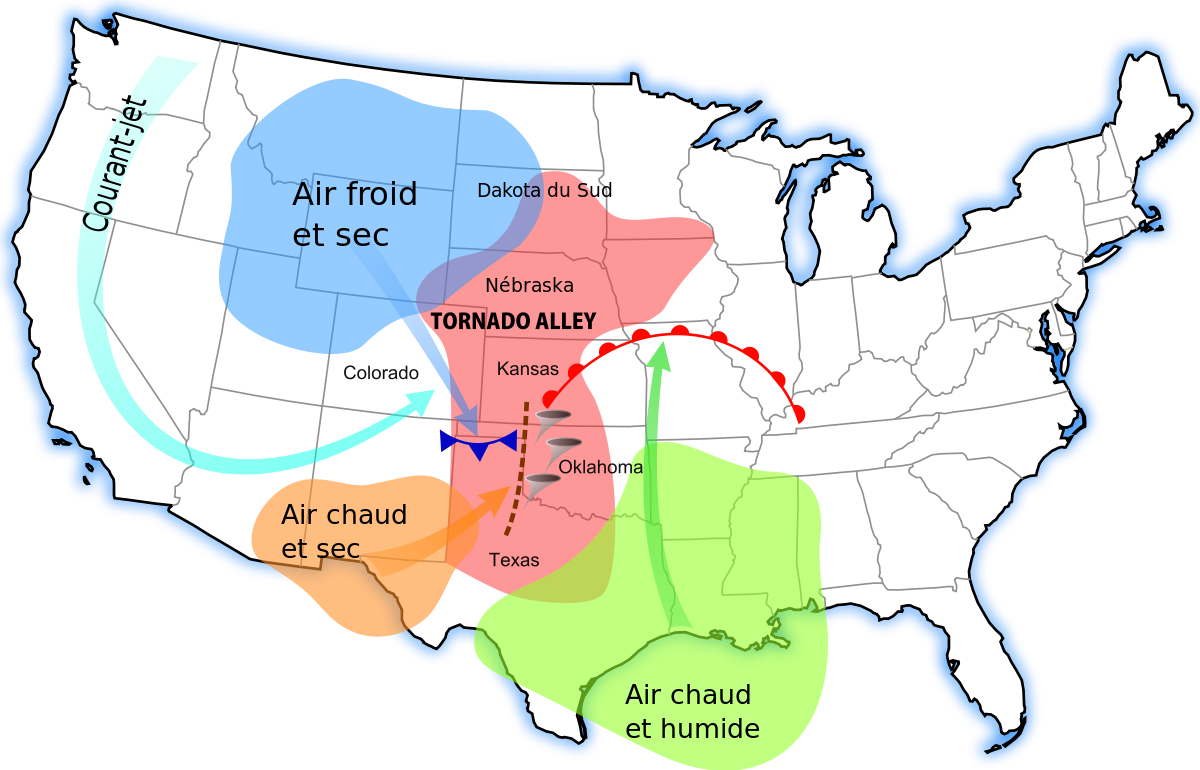 Courant-jet
Air froid
et sec
Dakota du Sud
Nébraska
TORNADO ALLEY
Kansas
Colorado
Oklahoma
Air chaud
et sec
Texas
Air chaud
et humide